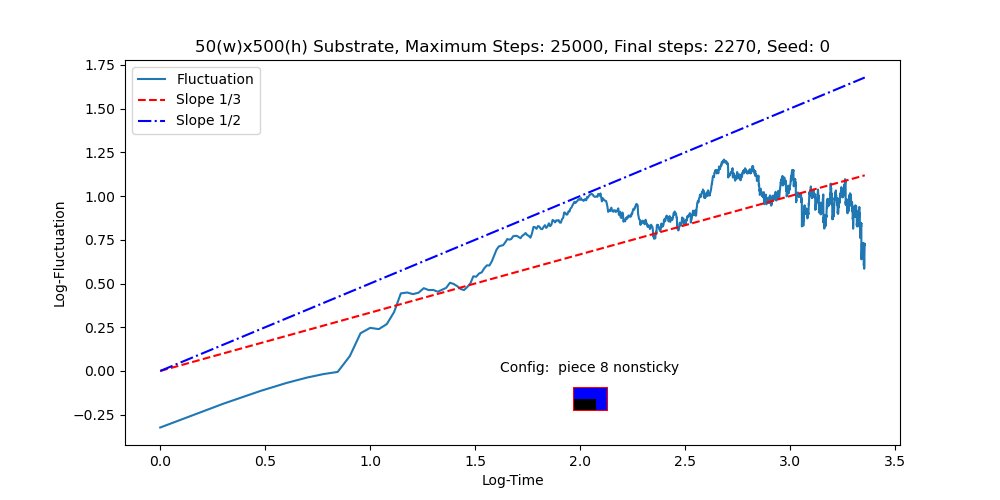 50(w)x500(h) Substrate, Maximum Steps: 25000, Final steps: 2270, Seed: 0
Fluctuation
Slope 1/3
Slope 1/2
1.75
1.50
1.25
1.00
0.75
0.50
0.25
0.00
−0.25
Log-Fluctuation
Config:  piece 8 nonsticky
0.0 0.5 1.0 1.5 2.0 2.5 3.0 3.5
Log-Time